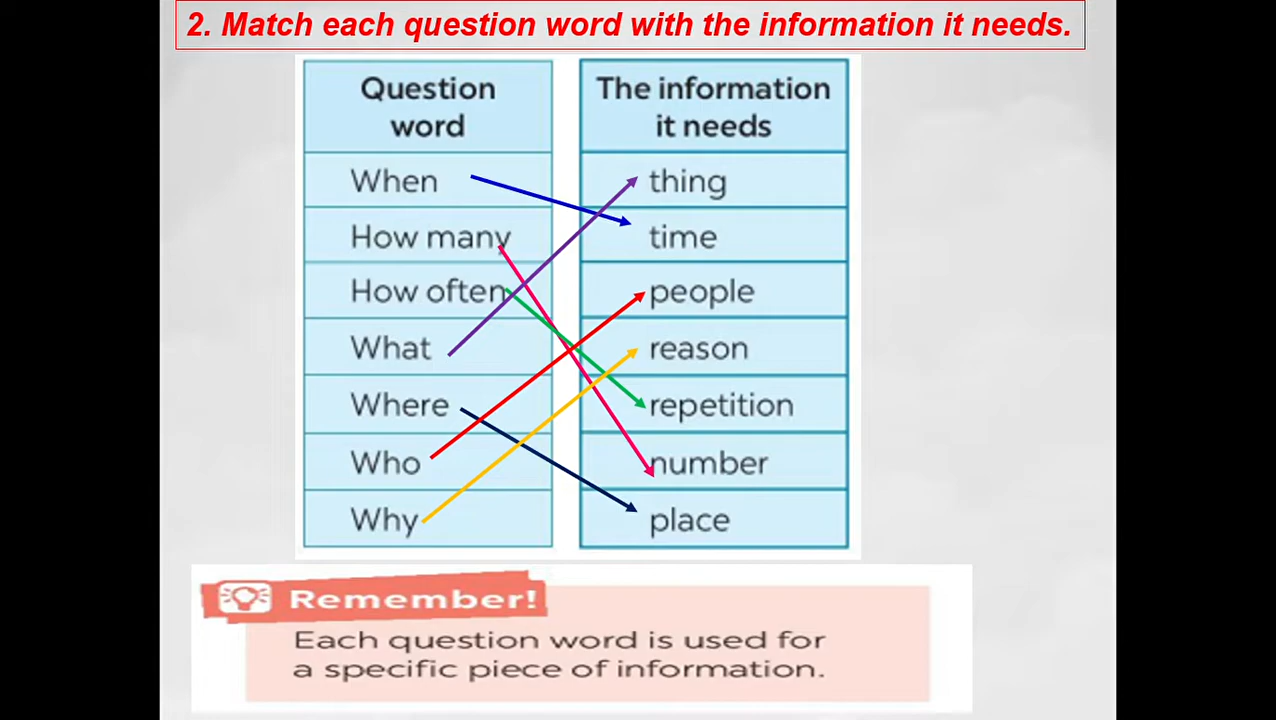 2. Match each question word with the information it needs.
Question
word
The information
it needs
When
thing
How many
time
How often
people
What
reason
Where
repetition
Who
number
Why
place
Remember!
Each question word is used for
a specific piece of information.